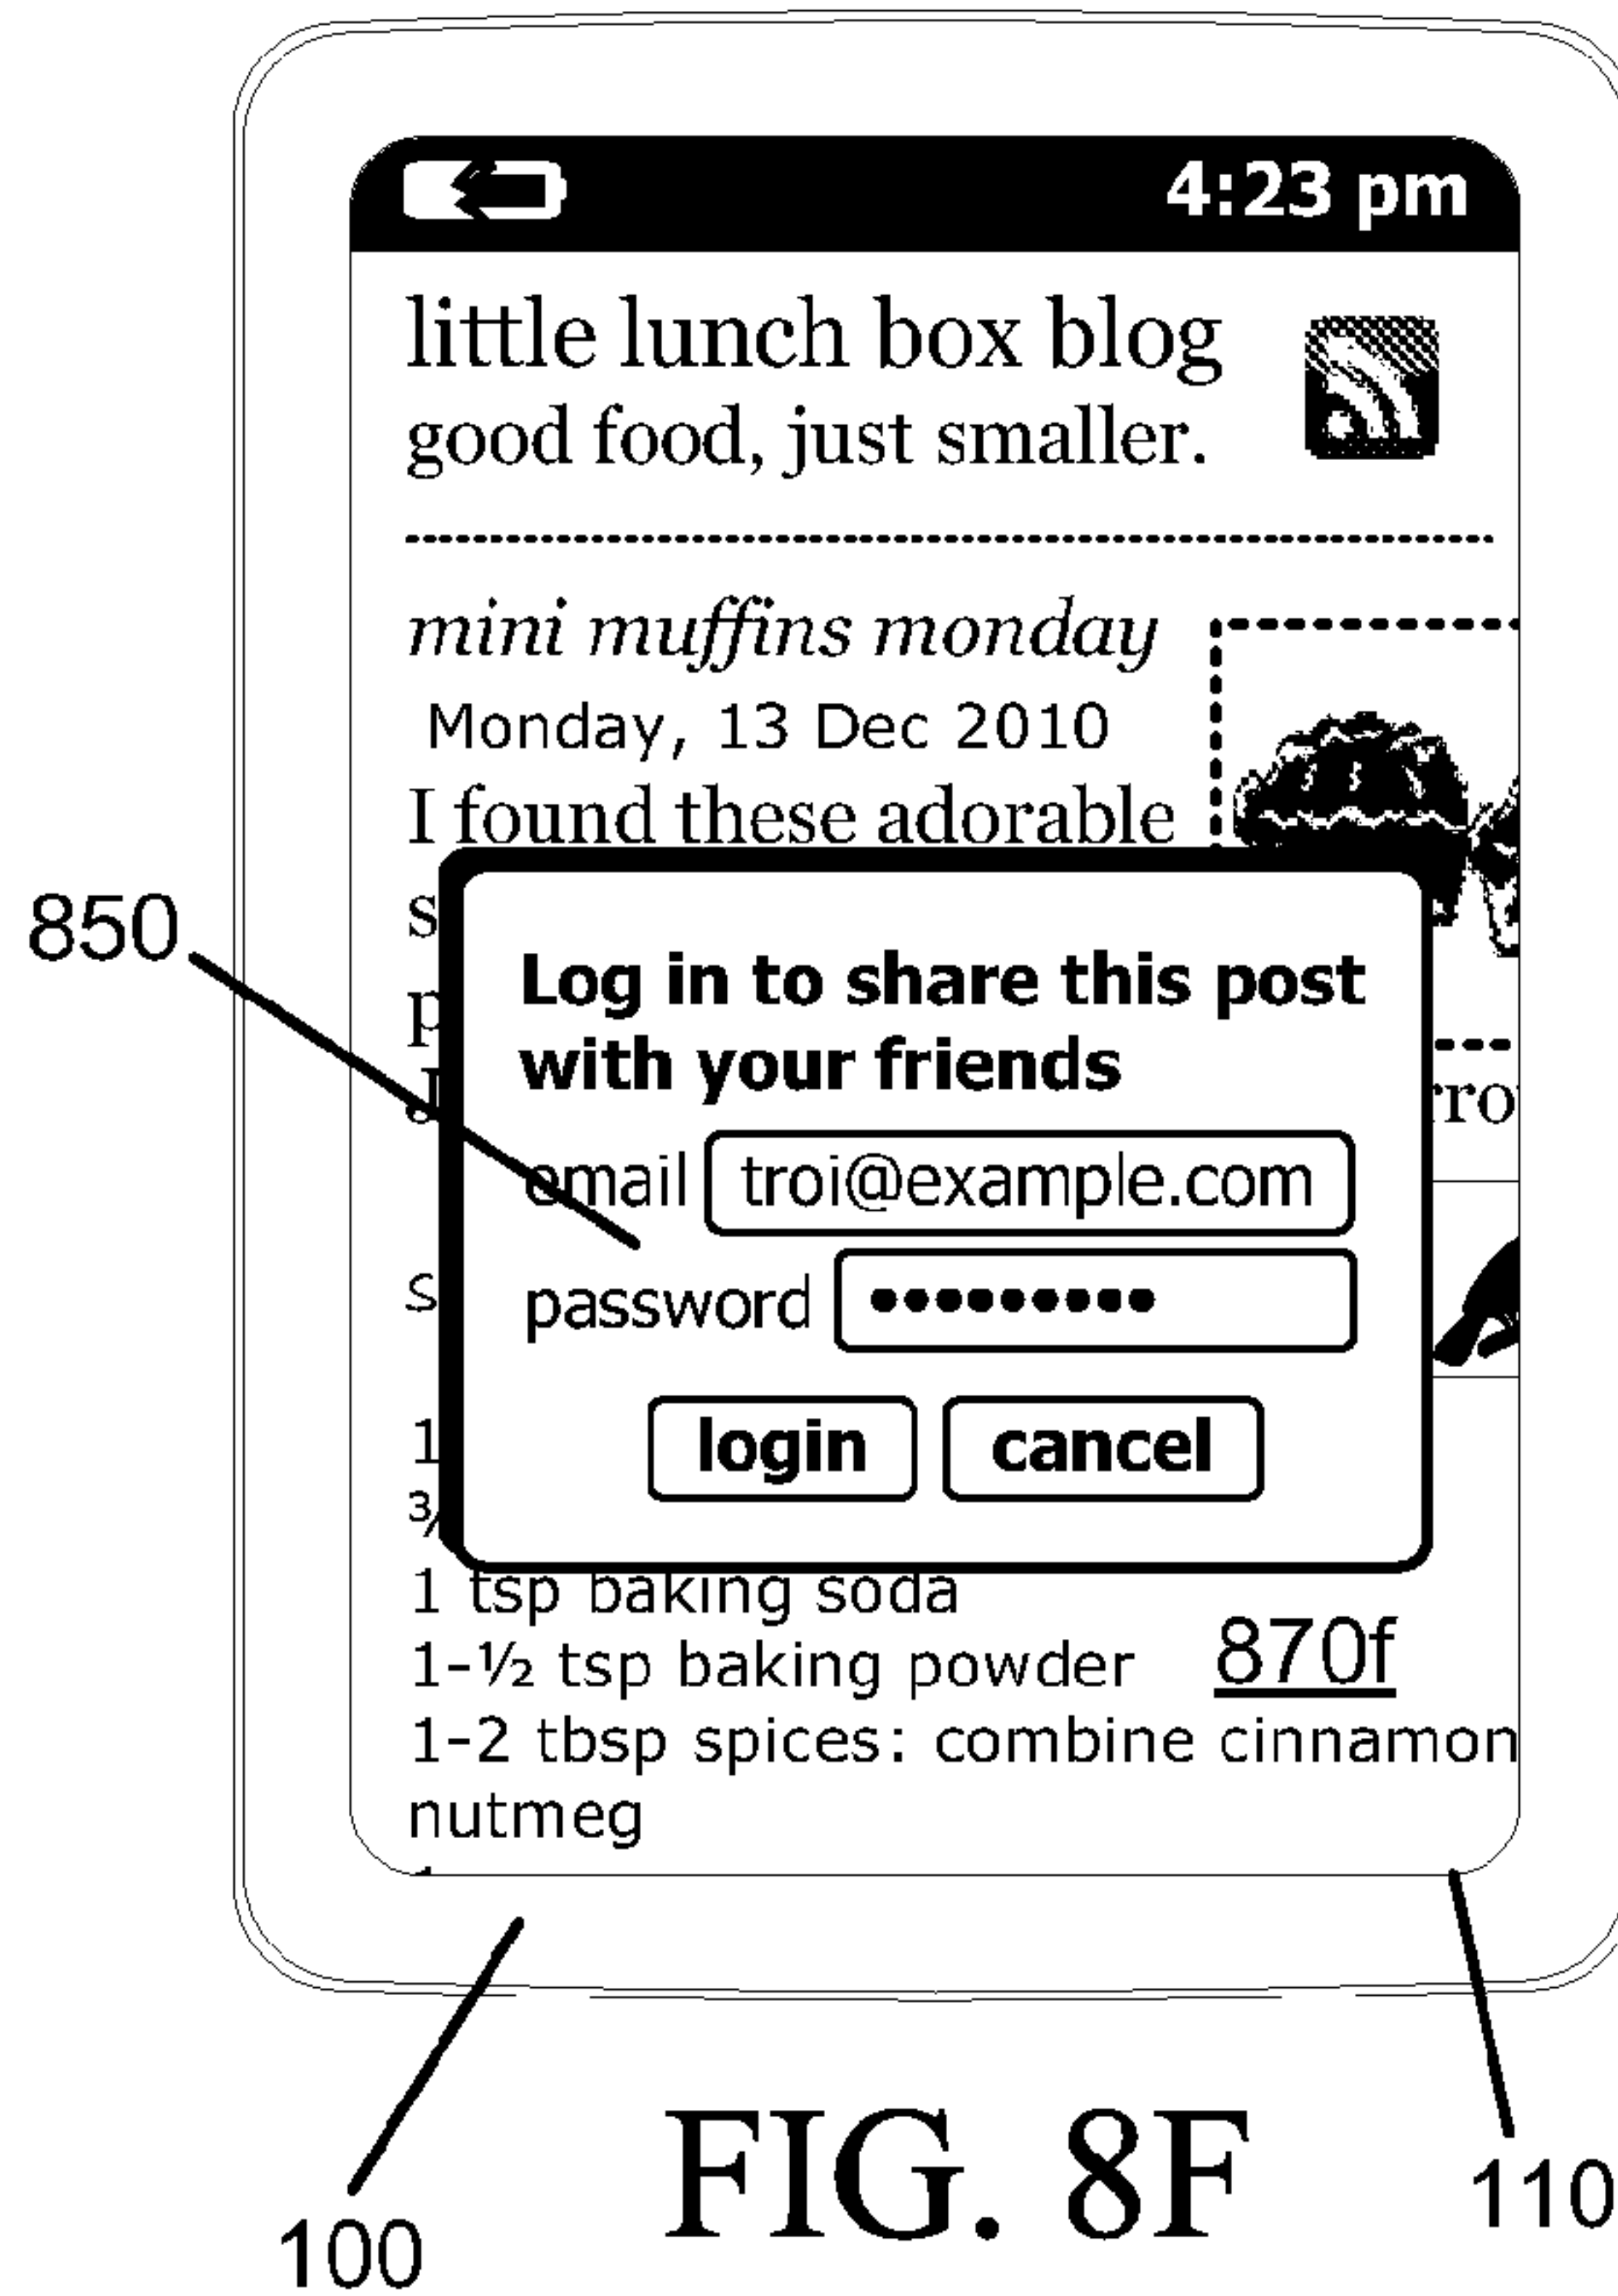 4:23 pm
little lunch box blog
good food, just smaller.
mini muffins monday
Monday, 13 Dec 2010
I found these adorable
850
Log in to share this post
with your friends
email troi@example.com
password •••••••••
login cancel
1
1 tsp baking soda
1-½ tsp baking powder
870f
1-2 tbsp spices: combine cinnamon
nutmeg
100
FIG. 8F
110